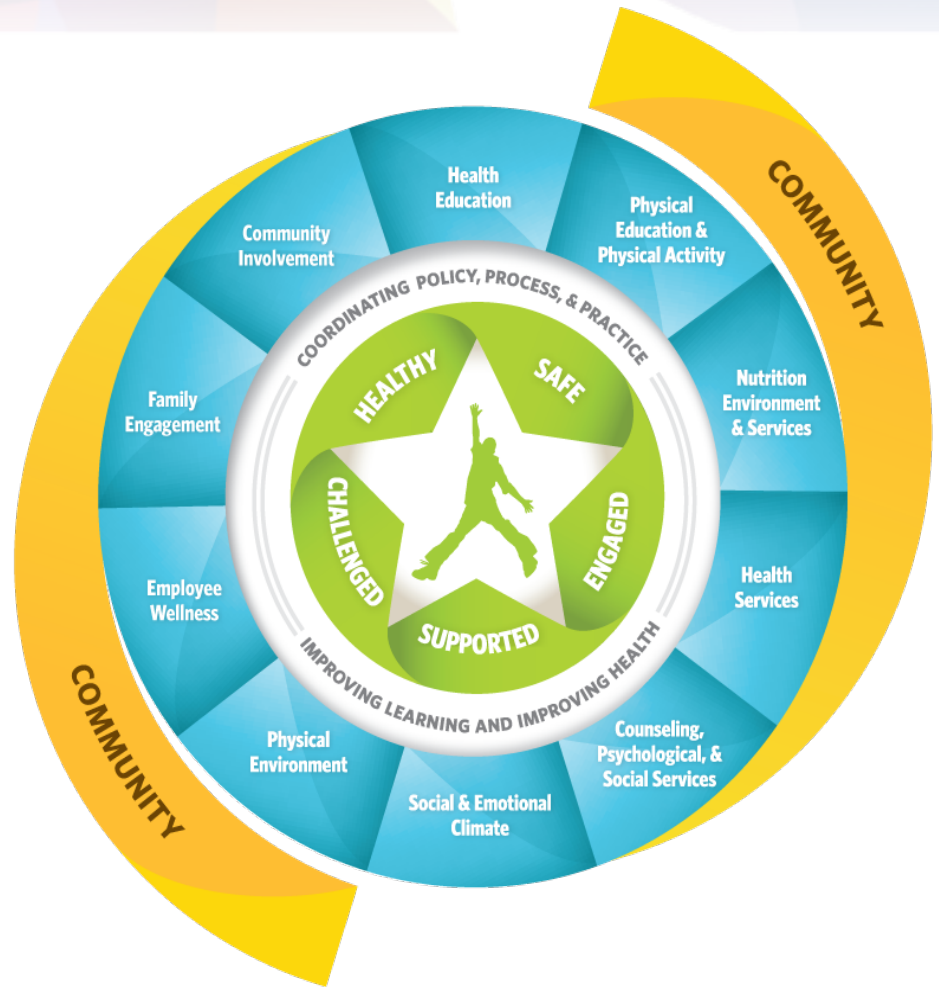 COMMUNITY
Health
Education
Physical
Education &
Physical Activity
Nutrition
Environment
& Services
Health
Services
Counseling,
Psychological, &
Social Services
Social & Emotional
Climate
Physical
Environment
Employee
Wellness
Family
Engagement
Community
Involvement
COORDINATING POLICY, PROCESS, & PRACTICE
IMPROVING LEARNING AND IMPROVING HEALTH
HEALTHY
SAFE
ENGAGED
SUPPORTED
CHALLENGED
COMMUNITY